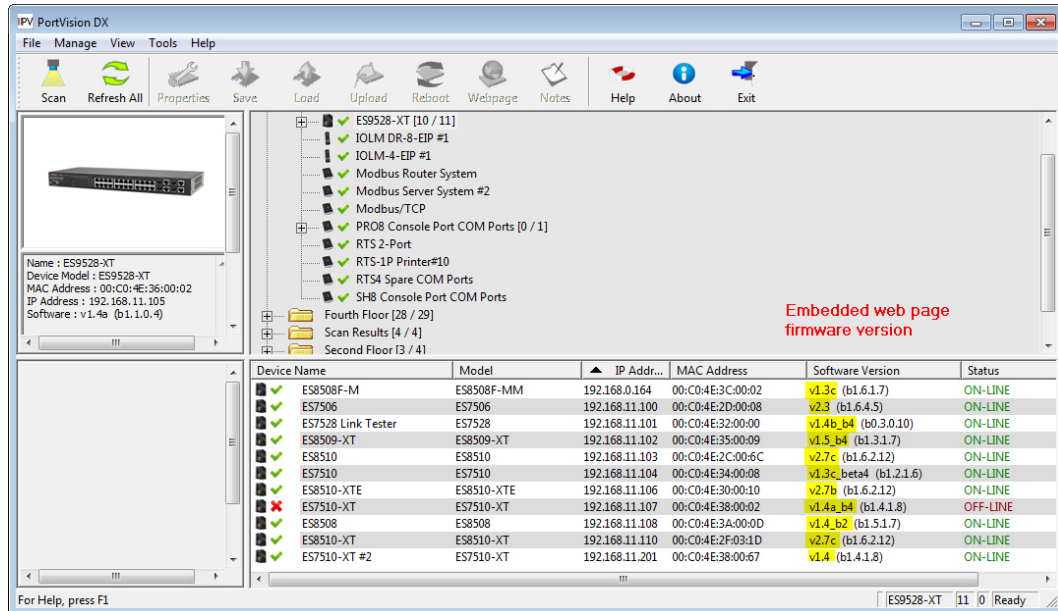 IPV PortVision DX
File Manage View Tools Help
Scan Refresh All Properties Save Load Upload Reboot Webpage Notes Help About Exit
ES9528-XT [10 / 11]
IOLM DR-8-EIP #1
IOLM-4-EIP #1
Modbus Router System
Modbus Server System #2
Modbus/TCP
PRO8 Console Port COM Ports [0 / 1]
RTS 2-Port
RTS-1P Printer#10
RTS4 Spare COM Ports
SH8 Console Port COM Ports
Fourth Floor [28 / 29]
Scan Results [4 / 4]
Second Floor [3 / 4]
Embedded web page
firmware version
Name : ES9528-XT
Device Model : ES9528-XT
MAC Address : 00:C0:4E:36:00:02
IP Address : 192.168.11.105
Software : v1.4a (b1.1.0.4)
Device Name Model IP Addr... MAC Address Software Version Status
ES8508F-M ES8508F-MM 192.168.0.164 00:C0:4E:3C:00:02 v1.3c (b1.6.1.7) ON-LINE
ES7506 ES7506 192.168.11.100 00:C0:4E:2D:00:08 v2.3 (b1.6.4.5) ON-LINE
ES7528 Link Tester ES7528 192.168.11.101 00:C0:4E:32:00:00 v1.4b_b4 (b0.3.0.10) ON-LINE
ES8509-XT ES8509-XT 192.168.11.102 00:C0:4E:35:00:09 v1.5_b4 (b1.3.1.7) ON-LINE
ES8510 ES8510 192.168.11.103 00:C0:4E:2C:00:6C v2.7c (b1.6.2.12) ON-LINE
ES7510 ES7510 192.168.11.104 00:C0:4E:34:00:08 v1.3c_beta4 (b1.2.1.6) ON-LINE
ES8510-XTE ES8510-XTE 192.168.11.106 00:C0:4E:30:00:10 v2.7b (b1.6.2.12) ON-LINE
ES7510-XT ES7510-XT 192.168.11.107 00:C0:4E:38:00:02 v1.4a_b4 (b1.4.1.8) OFF-LINE
ES8508 ES8508 192.168.11.108 00:C0:4E:3A:00:0D v1.4_b2 (b1.5.1.7) ON-LINE
ES8510-XT ES8510-XT 192.168.11.110 00:C0:4E:2F:03:1D v2.7c (b1.6.2.12) ON-LINE
ES7510-XT #2 ES7510-XT 192.168.11.201 00:C0:4E:38:00:67 v1.4 (b1.4.1.8) ON-LINE
For Help, press F1 ES9528-XT 11 0 Ready